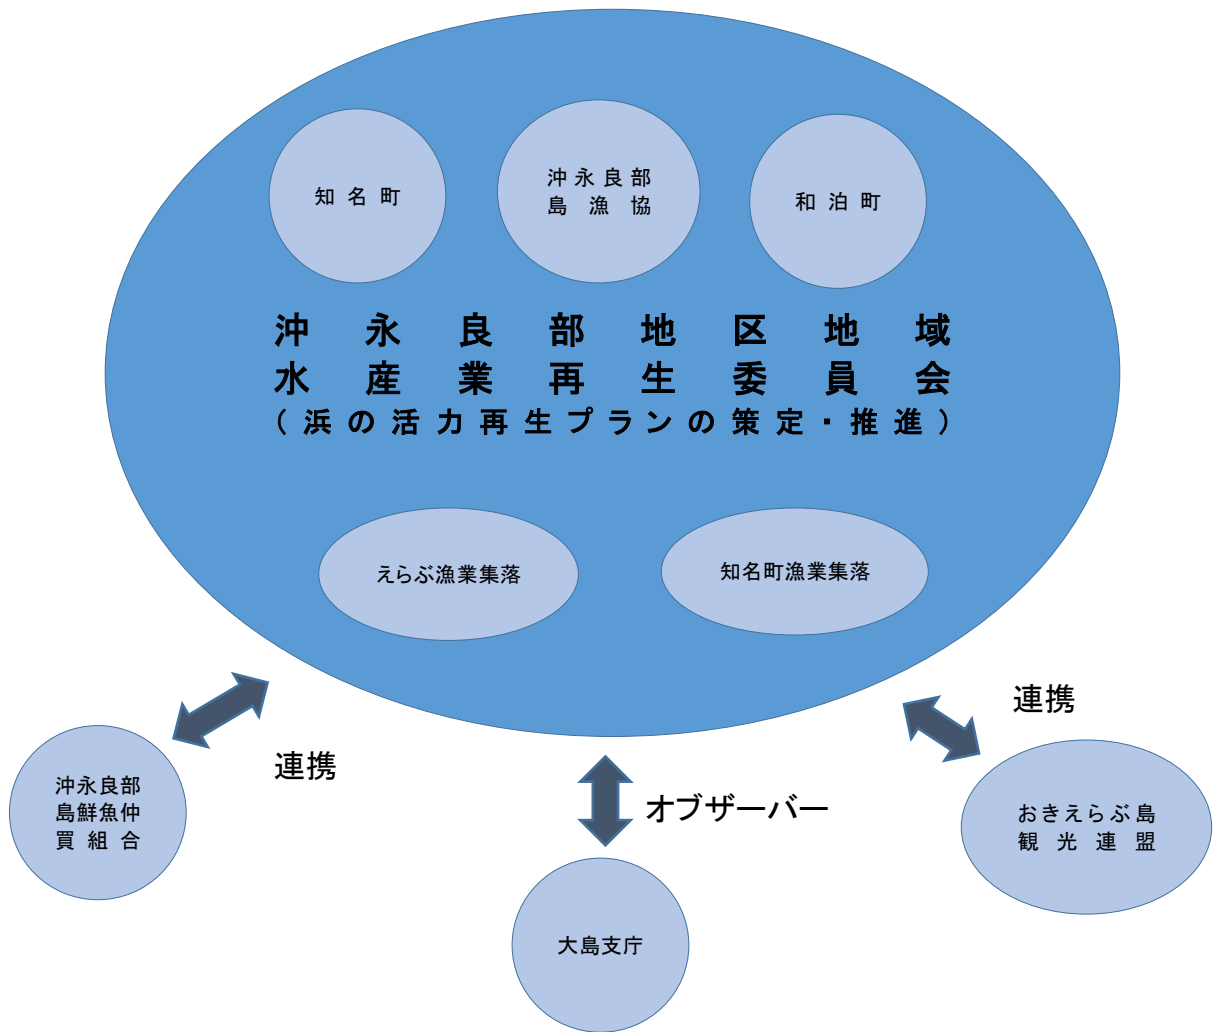 知名町
沖永良部
島漁協
和泊町
沖永良部地区地域
水産業再生委員会
(浜の活力再生プランの策定・推進)
えらぶ漁業集落
知名町漁業集落
連携
連携
沖永良部
島鮮魚仲
買組合
オブザーバー
おきえらぶ島
観光連盟
大島支庁